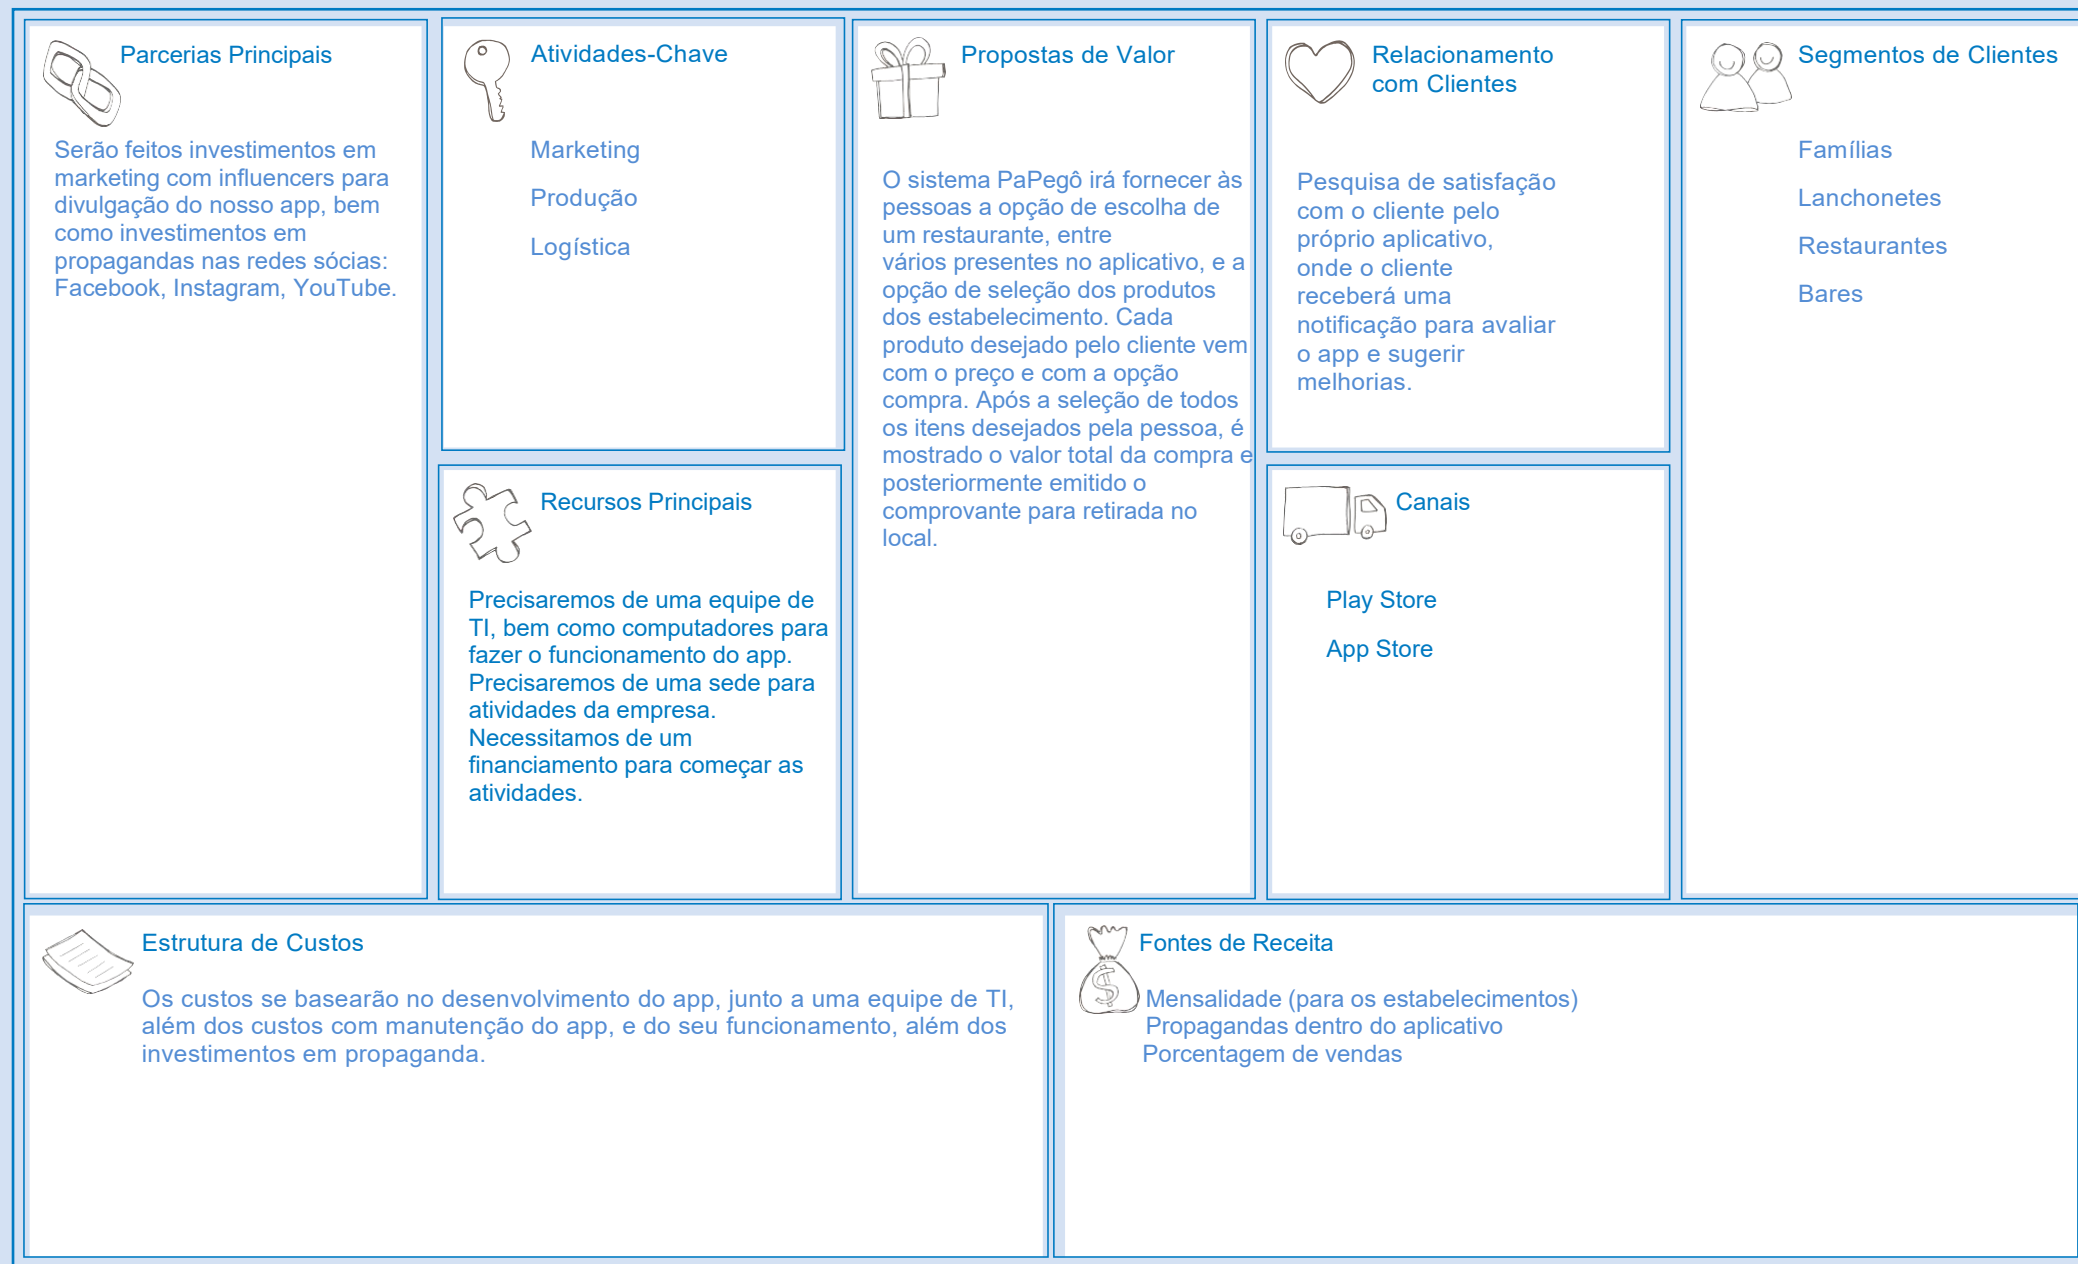 Parcerias Principais
Serão feitos investimentos em
marketing com influencers para
divulgação do nosso app, bem
como investimentos em
propagandas nas redes sócias:
Facebook, Instagram, YouTube.
Atividades-Chave
Marketing
Produção
Logística
Recursos Principais
Precisaremos de uma equipe de
TI, bem como computadores para
fazer o funcionamento do app.
Precisaremos de uma sede para
atividades da empresa.
Necessitamos de um
financiamento para começar as
atividades.
Propostas de Valor
O sistema PaPegô irá fornecer às
pessoas a opção de escolha de
um restaurante, entre
vários presentes no aplicativo, e a
opção de seleção dos produtos
dos estabelecimento. Cada
produto desejado pelo cliente vem
com o preço e com a opção
compra. Após a seleção de todos
os itens desejados pela pessoa, é
mostrado o valor total da compra e
posteriormente emitido o
comprovante para retirada no
local.
Relacionamento
com Clientes
Pesquisa de satisfação
com o cliente pelo
próprio aplicativo,
onde o cliente
receberá uma
notificação para avaliar
o app e sugerir
melhorias.
Canais
Play Store
App Store
Segmentos de Clientes
Famílias
Lanchonetes
Restaurantes
Bares
Estrutura de Custos
Os custos se basearão no desenvolvimento do app, junto a uma equipe de TI,
além dos custos com manutenção do app, e do seu funcionamento, além dos
investimentos em propaganda.
Fontes de Receita
Mensalidade (para os estabelecimentos)
Propagandas dentro do aplicativo
Porcentagem de vendas